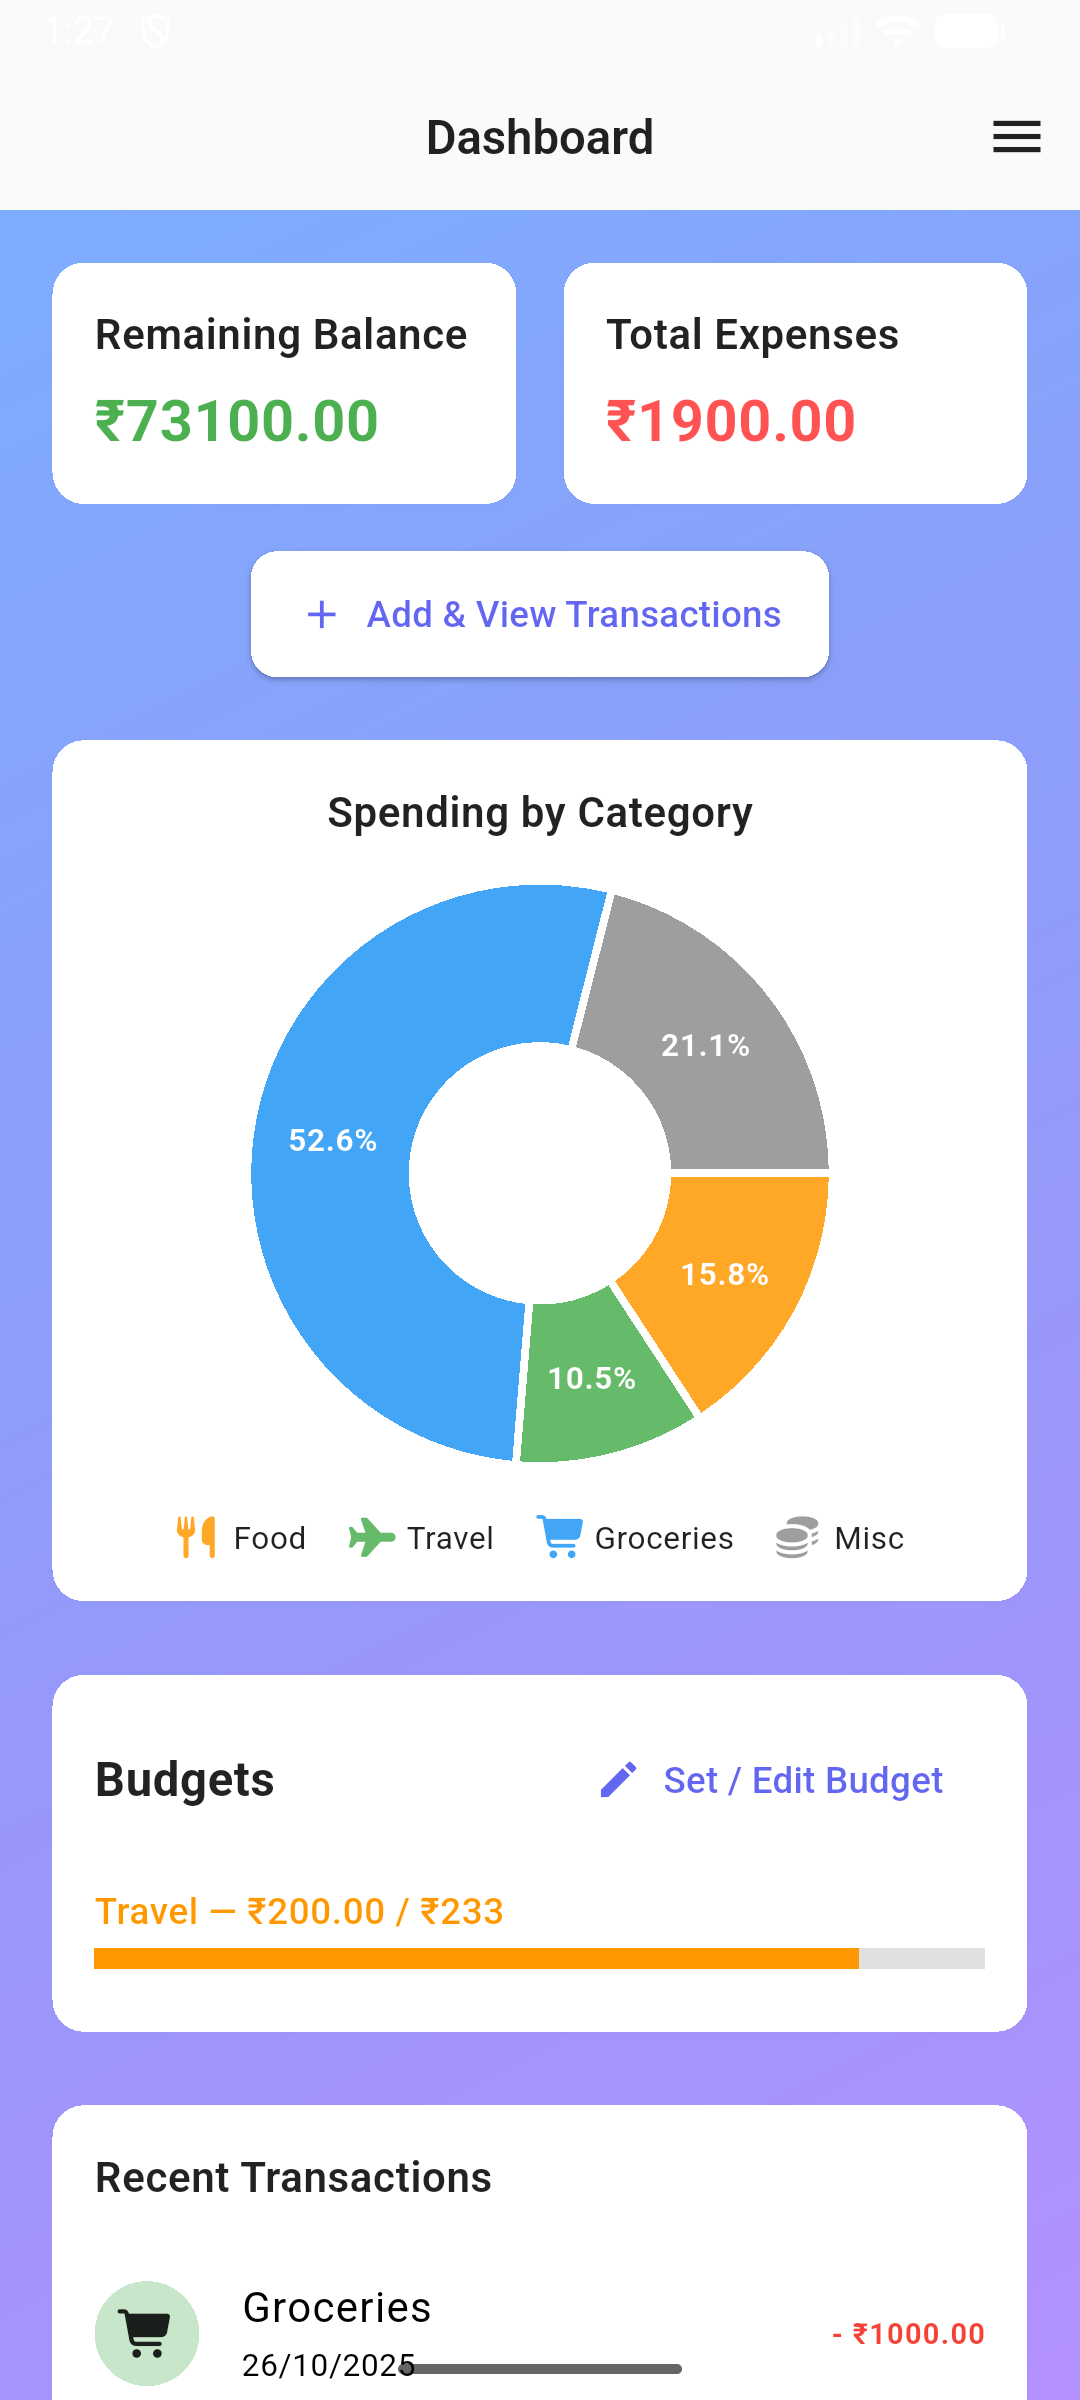 1:27
Dashboard
Remaining Balance
₹73100.00
Total Expenses
₹1900.00
+ Add & View Transactions
Spending by Category
21.1%
52.6%
15.8%
10.5%
Food Travel Groceries Misc
Budgets
Set / Edit Budget
Travel — ₹200.00 / ₹233
Recent Transactions
Groceries
- ₹1000.00
26/10/2025